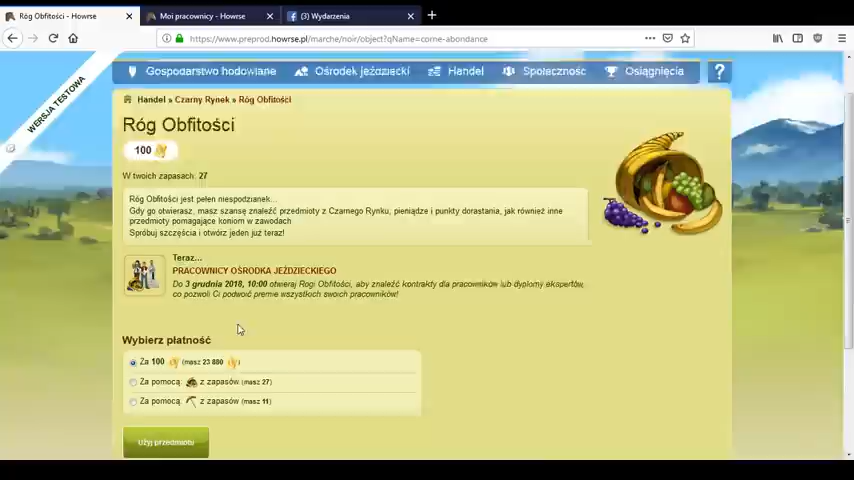 Róg Obfitości - Howrse
Moi pracownicy - Howrse
(3) Wydarzenia
https://www.preprod.howrse.pl/marche/noir/object?qName=corne-abondance
WERSJA TESTOWA
Gospodarstwo hodowlane
Ośrodek jeździecki
Handel
Społeczność
Osiągnięcia
?
Handel » Czarny Rynek » Róg Obfitości
Róg Obfitości
100
W twoich zapasach: 27
Róg Obfitości jest pełen niespodzianek...
Gdy go otwierasz, masz szansę znaleźć przedmioty z Czarnego Rynku, pieniądze i punkty dorastania, jak również inne
przedmioty pomagające koniom w zawodach
Spróbuj szczęścia i otwórz jeden już teraz!
Teraz...
PRACOWNICY OŚRODKA JEŹDZIECKIEGO
Do 3 grudnia 2018, 10:00 otwieraj Rogi Obfitości, aby znaleźć kontrakty dla pracowników lub dyplomy ekspertów,
co pozwoli Ci podwoić premie wszystkich swoich pracowników!
Wybierz płatność
Za 100 (masz 23 880 )
Za pomocą: z zapasów (masz 27)
Za pomocą: z zapasów (masz 11)
Użyj przedmiotu